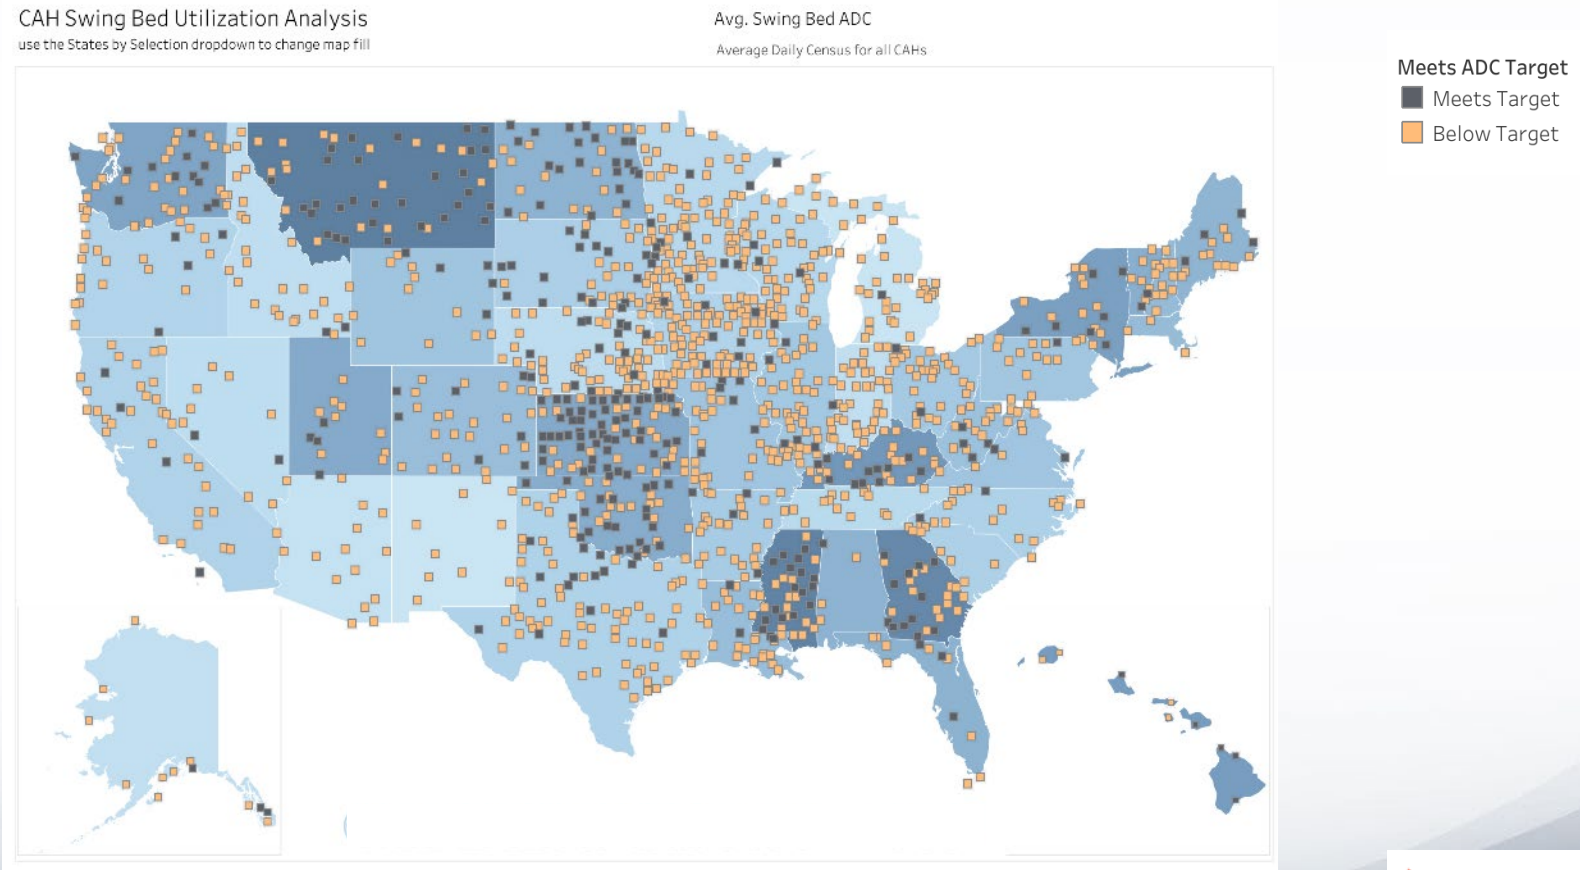 CAH Swing Bed Utilization Analysis
use the States by Selection dropdown to change map fill
Avg. Swing Bed ADC
Average Daily Census for all CAHs
Meets ADC Target
Meets Target
Below Target